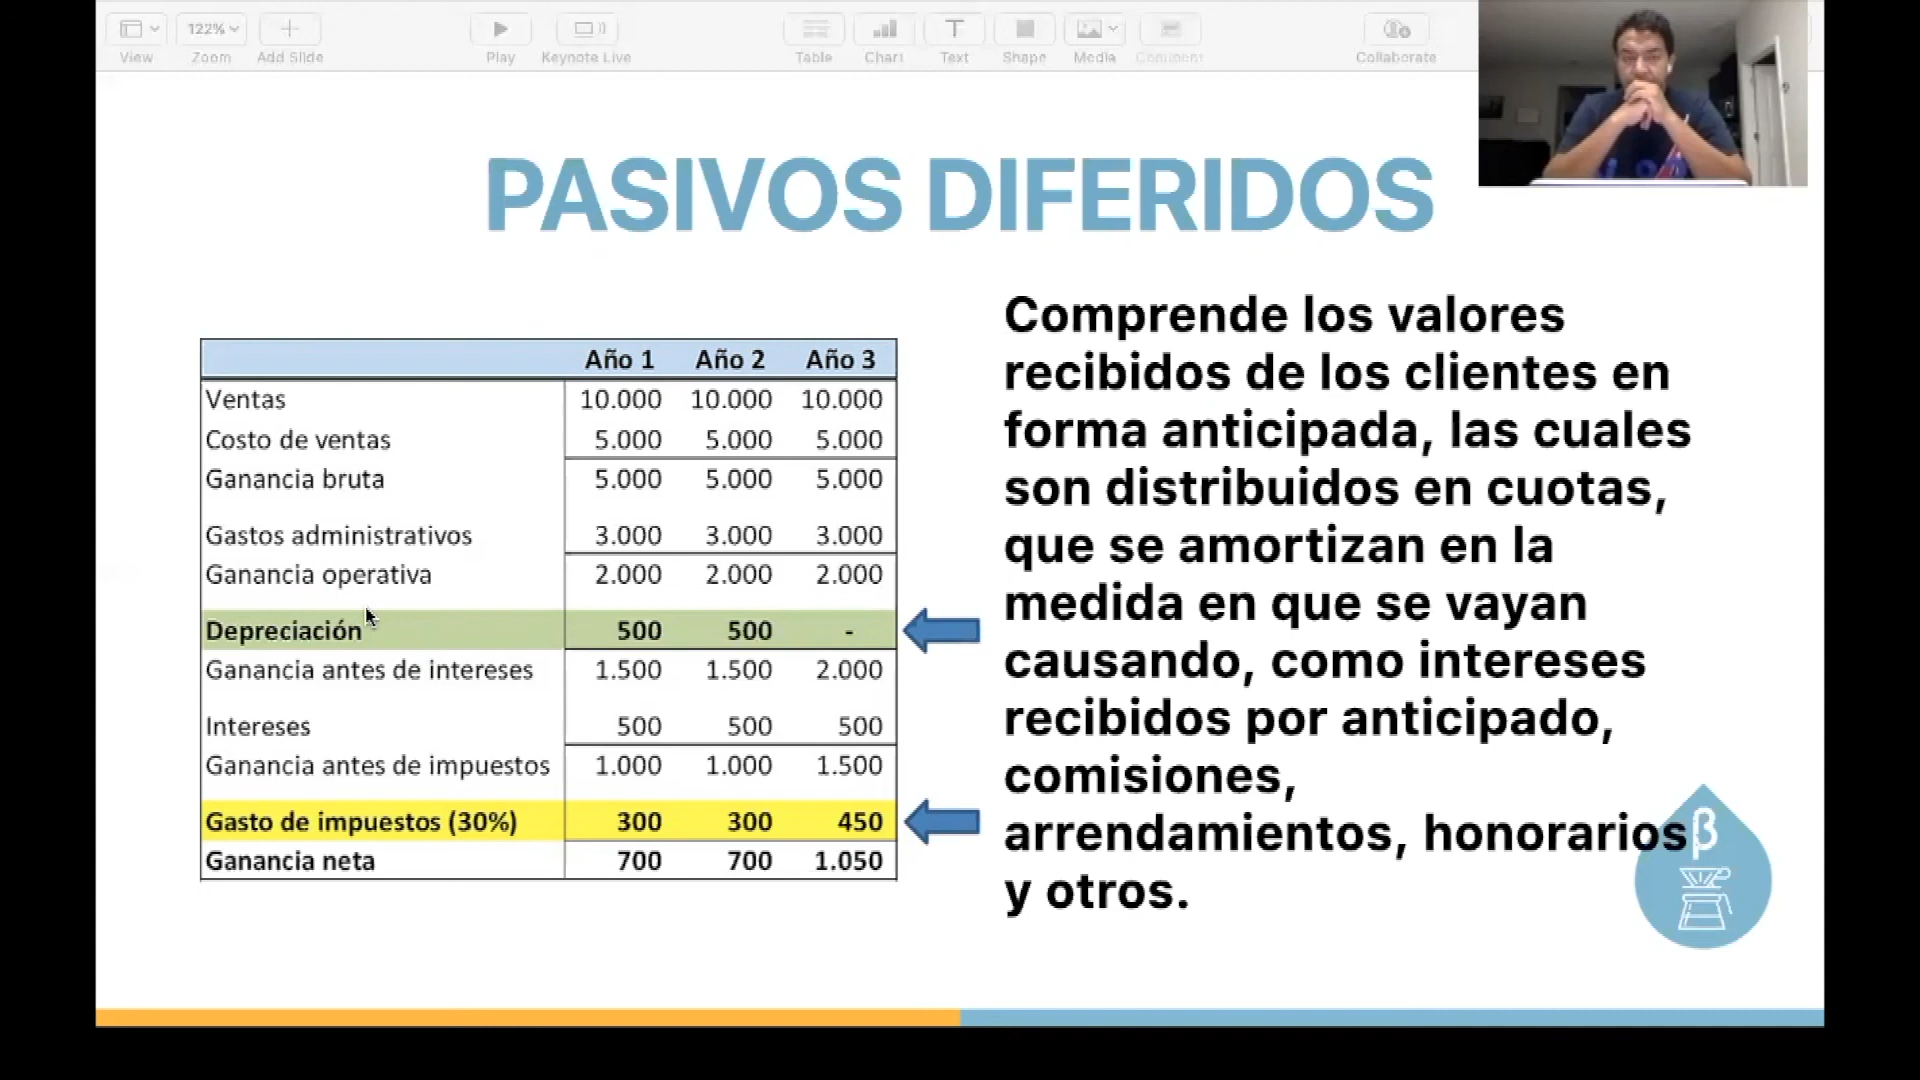 122%
View
Zoom
Add Slide
Play
Keynote Live
Table
Chart
Text
Shape
Media
Comment
Collaborate
PASIVOS DIFERIDOS
Año 1 Año 2 Año 3
Ventas 10.000 10.000 10.000
Costo de ventas 5.000 5.000 5.000
Ganancia bruta 5.000 5.000 5.000
Gastos administrativos 3.000 3.000 3.000
Ganancia operativa 2.000 2.000 2.000
Depreciación 500 500 -
Ganancia antes de intereses 1.500 1.500 2.000
Intereses 500 500 500
Ganancia antes de impuestos 1.000 1.000 1.500
Gasto de impuestos (30%) 300 300 450
Ganancia neta 700 700 1.050
Comprende los valores
recibidos de los clientes en
forma anticipada, las cuales
son distribuidos en cuotas,
que se amortizan en la
medida en que se vayan
causando, como intereses
recibidos por anticipado,
comisiones,
arrendamientos, honorarios
y otros.
β